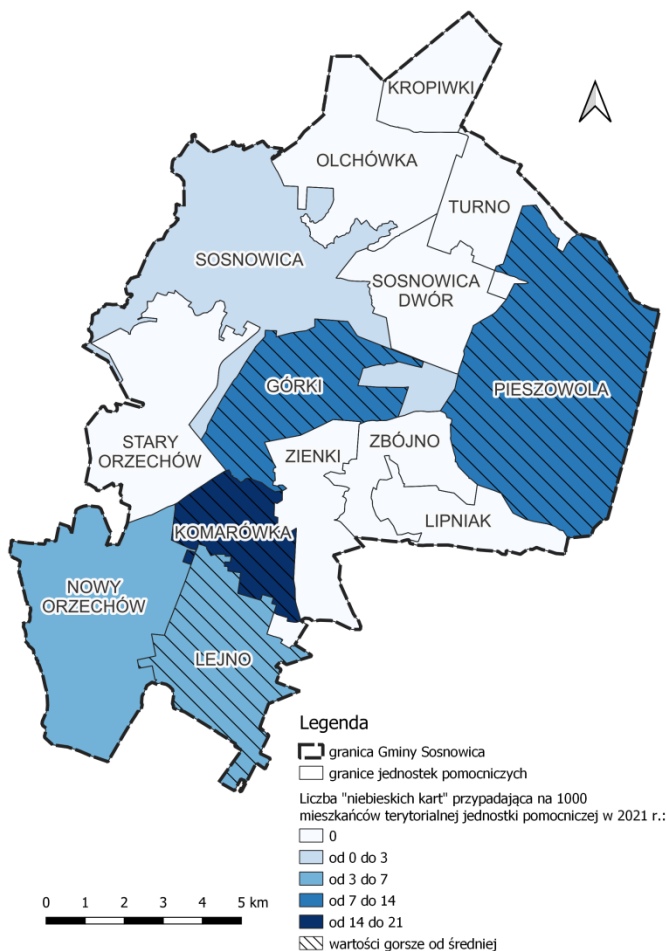 KROPIWKI
OLCHÓWKA
TURNO
SOSNOWICA
SOSNOWICA
DWÓR
GÓRKI
PIESZOWOLA
STARY
ORZECHÓW
ZIENKI
ZBÓJNO
LIPNIAK
KOMARÓWKA
NOWY
ORZECHÓW
LEJNO
Legenda
granica Gminy Sosnowica
granice jednostek pomocniczych
Liczba "niebieskich kart" przypadająca na 1000
mieszkańców terytorialnej jednostki pomocniczej w 2021 r.:
0
od 0 do 3
od 3 do 7
od 7 do 14
od 14 do 21
wartości gorsze od średniej
0 1 2 3 4 5 km